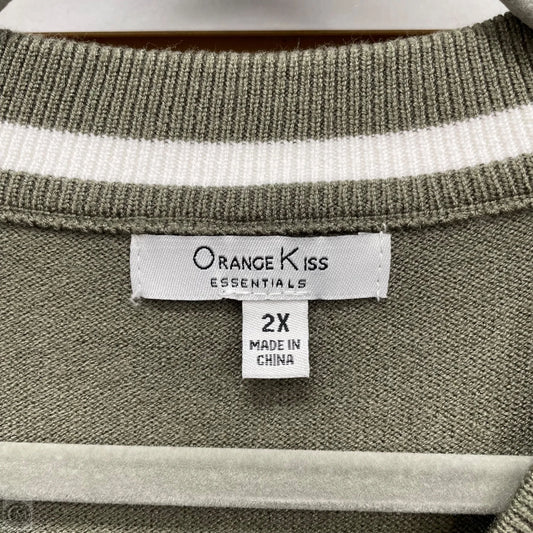 ORANGE KISS
ESSENTIALS
2X
MADE IN
CHINA